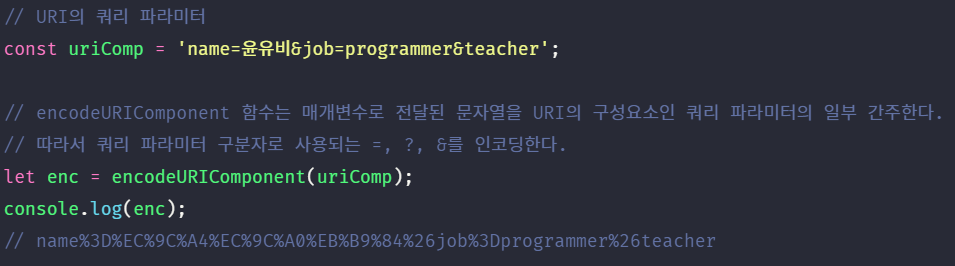 // URI의 쿼리 파라미터
const uriComp = 'name=윤유비&job=programmer&teacher';
// encodeURIComponent 함수는 매개변수로 전달된 문자열을 URI의 구성요소인 쿼리 파라미터의 일부 간주한다.
// 따라서 쿼리 파라미터 구분자로 사용되는 =, ?, &를 인코딩한다.
let enc = encodeURIComponent(uriComp);
console.log(enc);
// name%3D%EC%9C%A4%EC%9C%A0%EB%B9%84%26job%3Dprogrammer%26teacher